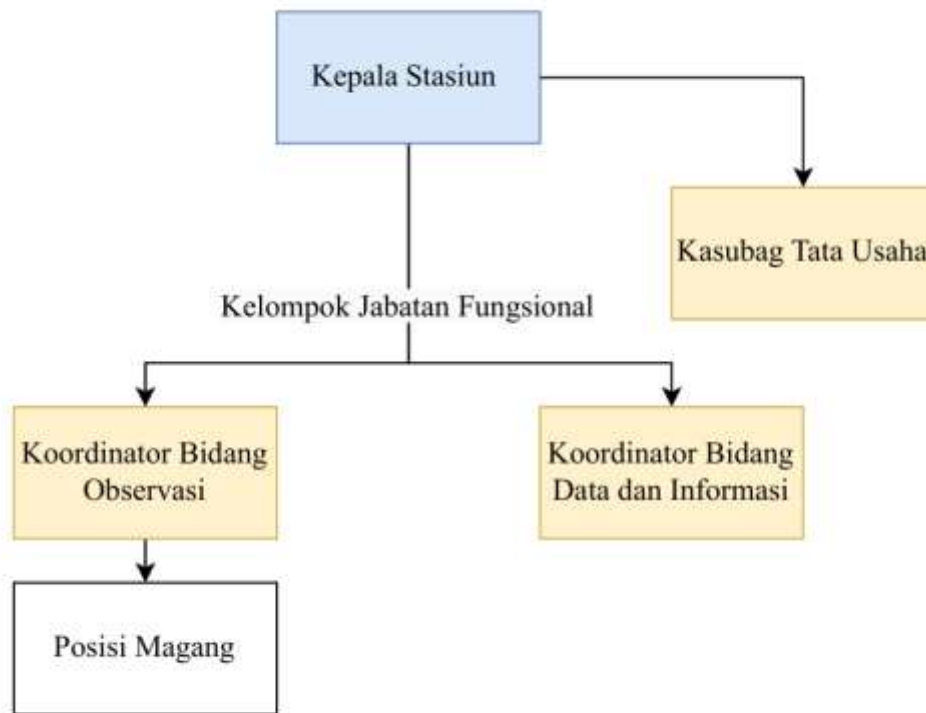 Kepala Stasiun
Kasubag Tata Usaha
Kelompok Jabatan Fungsional
Koordinator Bidang
Observasi
Koordinator Bidang
Data dan Informasi
Posisi Magang